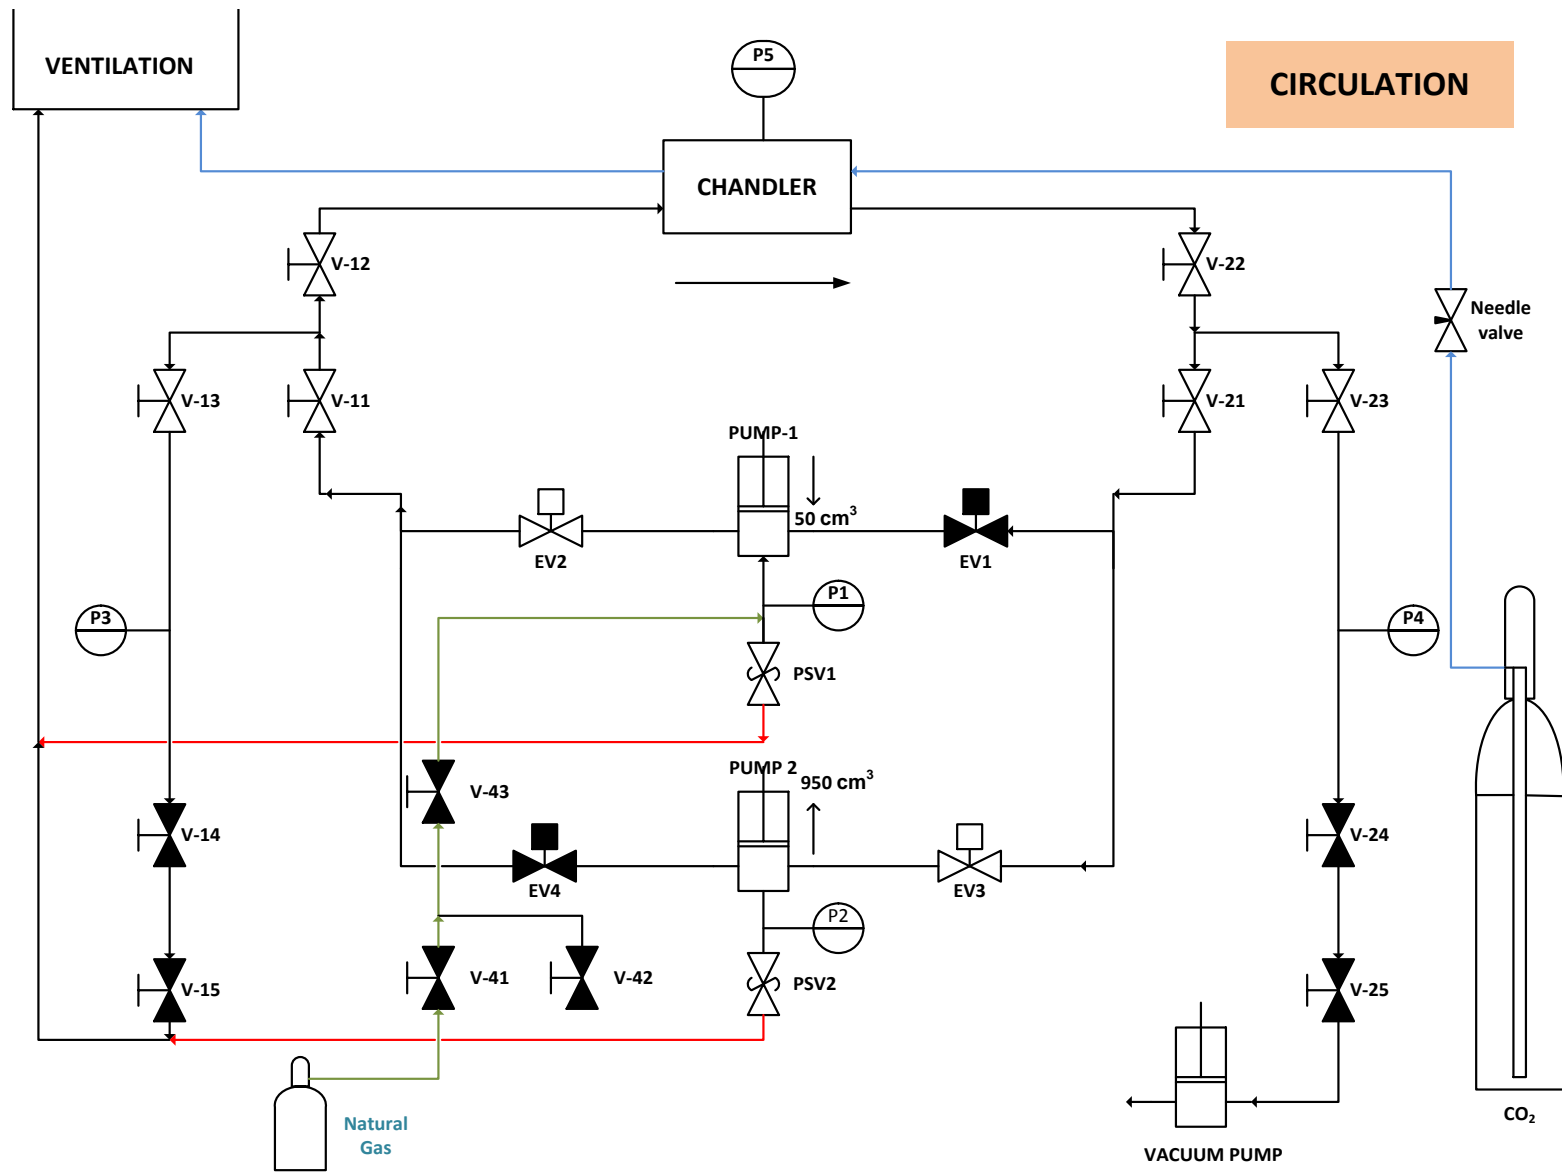 VENTILATION
P5
CIRCULATION
CHANDLER
V-12
V-22
Needle
valve
V-13
V-11
V-21
V-23
PUMP-1
50 cm³
EV2
EV1
P3
P1
P4
PSV1
PUMP 2
950 cm³
V-43
V-14
V-24
EV4
EV3
P2
V-15
V-41
V-42
PSV2
V-25
Natural
Gas
CO₂
VACUUM PUMP